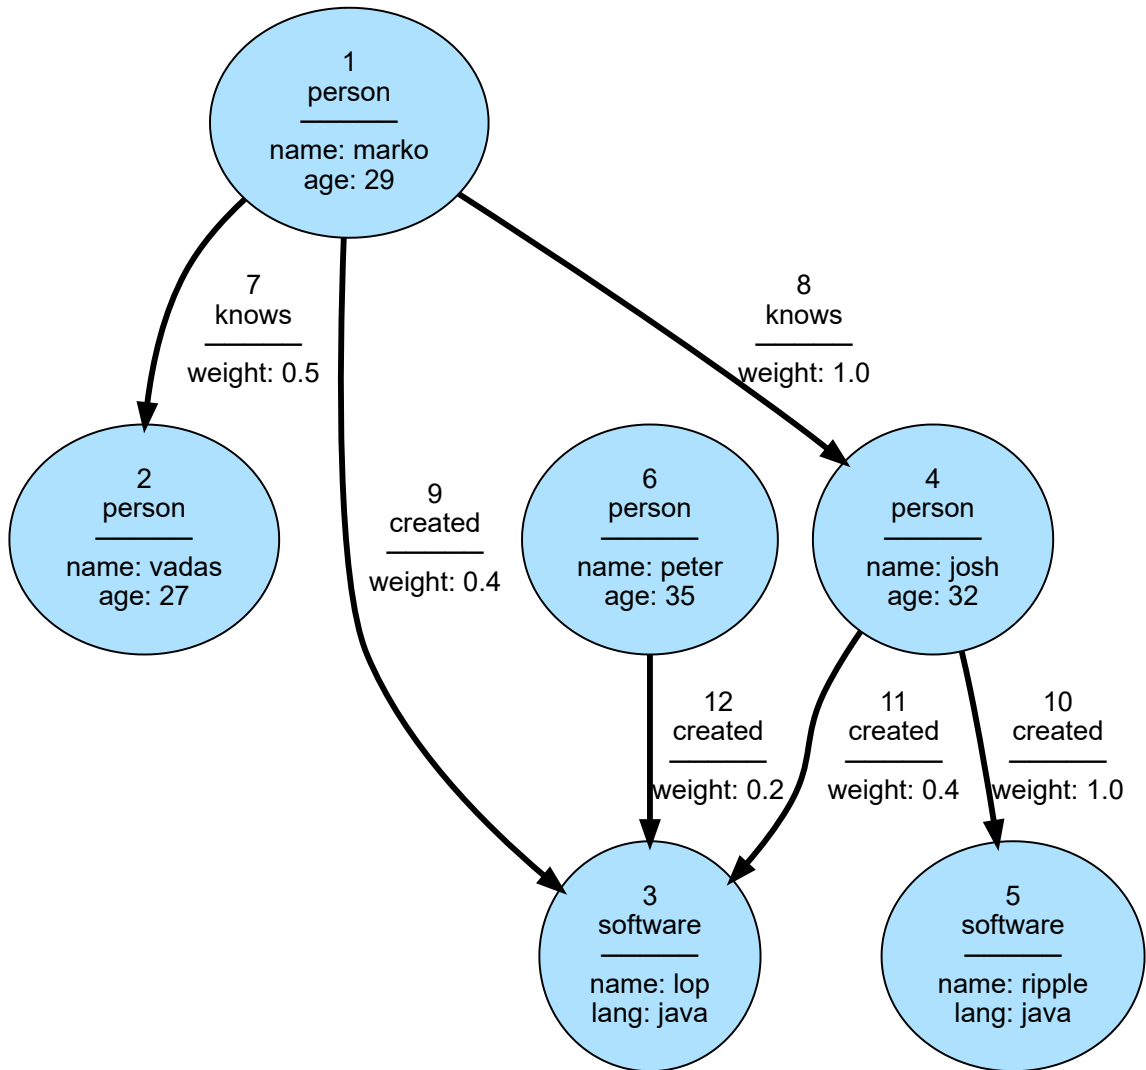 1
person
name: marko
age: 29
7
knows
weight: 0.5
8
knows
weight: 1.0
2
person
name: vadas
age: 27
9
created
weight: 0.4
6
person
name: peter
age: 35
4
person
name: josh
age: 32
12
created
weight: 0.2
11
created
weight: 0.4
10
created
weight: 1.0
3
software
name: lop
lang: java
5
software
name: ripple
lang: java